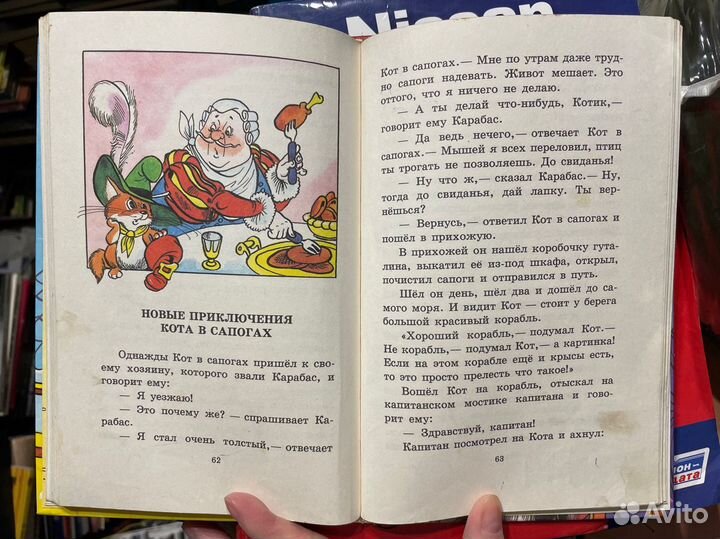 Nissan
НОВЫЕ ПРИКЛЮЧЕНИЯ
КОТА В САПОГАХ
Однажды Кот в сапогах пришёл к сво-
ему хозяину, которого звали Карабас, и
говорит ему:
— Я уезжаю!
— Это почему же? — спрашивает Ка-
рабас.
— Я стал очень толстый,— отвечает
62
Кот в сапогах.— Мне по утрам даже труд-
но сапоги надевать. Живот мешает. Это
оттого, что я ничего не делаю.
— А ты делай что-нибудь, Котик,—
говорит ему Карабас.
— Да ведь нечего,— отвечает Кот в
сапогах.— Мышей я всех переловил, птиц
ты трогать не позволяешь. До свиданья!
— Ну что ж,— сказал Карабас.— Ну,
тогда до свиданья, дай лапку. Ты вер-
нёшься?
— Вернусь,— ответил Кот в сапогах и
пошёл в прихожую.
В прихожей он нашёл коробочку гута-
лина, выкатил её из-под шкафа, открыл,
почистил сапоги и отправился в путь.
Шёл он день, шёл два и дошёл до са-
мого моря. И видит Кот — стоит у берега
большой красивый корабль.
«Хороший корабль,— подумал Кот.—
Не корабль,— подумал Кот,— а картинка!
Если на этом корабле ещё и крысы есть,
то это просто прелесть что такое!»
Вошёл Кот на корабль, отыскал на
капитанском мостике капитана и гово-
рит ему:
— Здравствуй, капитан!
Капитан посмотрел на Кота и ахнул:
63
Avito